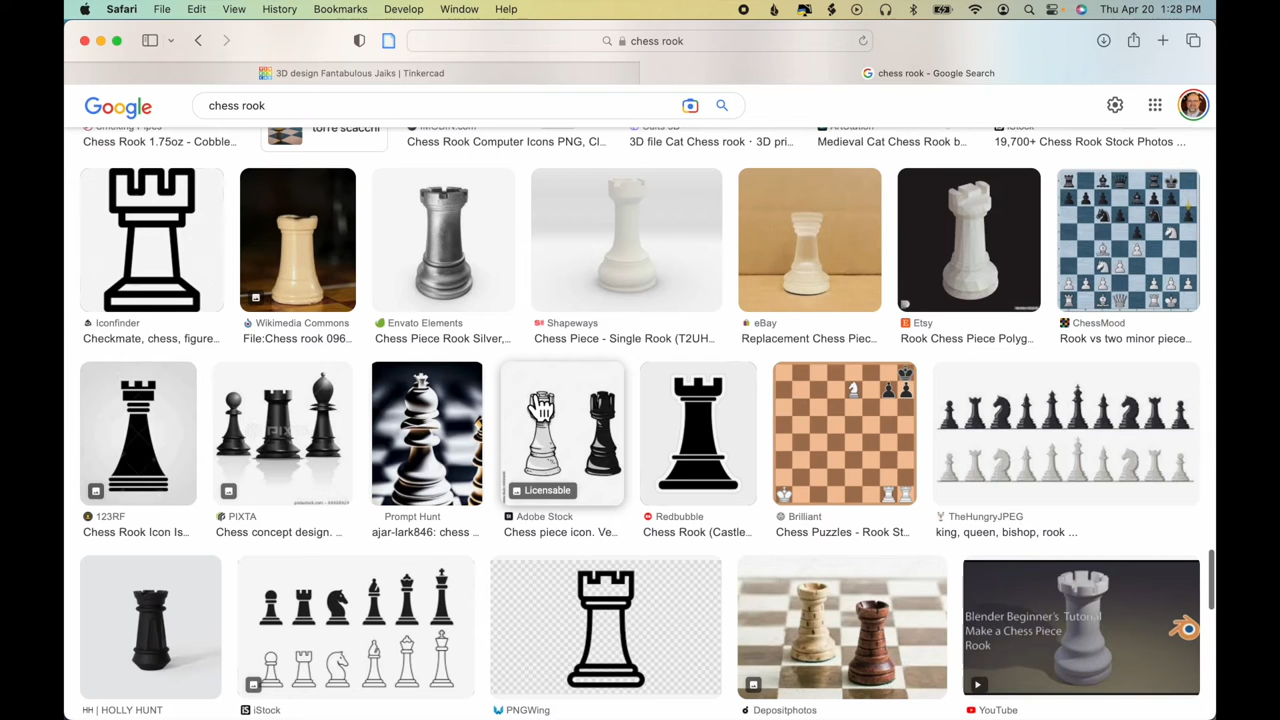 Safari File Edit View History Bookmarks Develop Window Help Thu Apr 20 1:28 PM
chess rook
3D design Fantabulous Jaiks | Tinkercad
chess rook - Google Search
Google chess rook
torre scacchi
Chess Rook 1.75oz - Cobble...
Chess Rook Computer Icons PNG, Cl...
3D file Cat Chess rook・3D pri...
Medieval Cat Chess Rook b...
19,700+ Chess Rook Stock Photos ...
Iconfinder
Checkmate, chess, figure...
Wikimedia Commons
File:Chess rook 096...
Envato Elements
Chess Piece Rook Silver,...
Shapeways
Chess Piece - Single Rook (T2UH...
eBay
Replacement Chess Piec...
Etsy
Rook Chess Piece Polyg...
ChessMood
Rook vs two minor piece...
PIXTA
Licensable
123RF
Chess Rook Icon Is...
PIXTA
Chess concept design. ...
Prompt Hunt
ajar-lark846: chess ...
Adobe Stock
Chess piece icon. Ve...
Redbubble
Chess Rook (Castle...
Brilliant
Chess Puzzles - Rook St...
TheHungryJPEG
king, queen, bishop, rook ...
Blender Beginner's Tutorial
Make a Chess Piece
Rook
HH | HOLLY HUNT
iStock
PNGWing
Depositphotos
YouTube